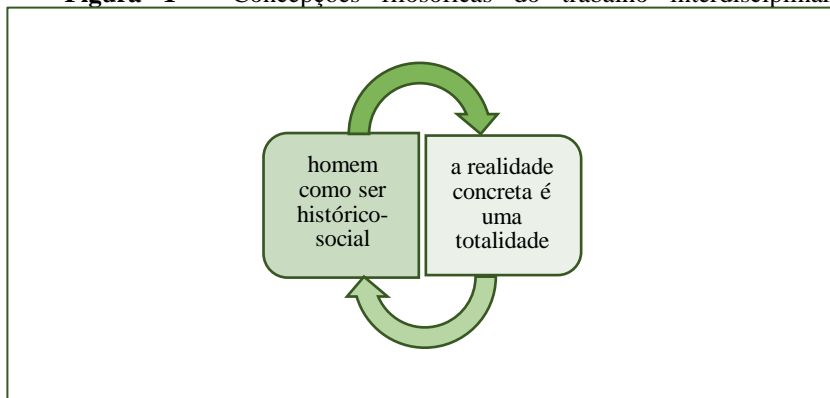 Figura 1 – Concepções filosóficas do trabalho interdisciplinar
homem
como ser
histórico-
social
a realidade
concreta é
uma
totalidade